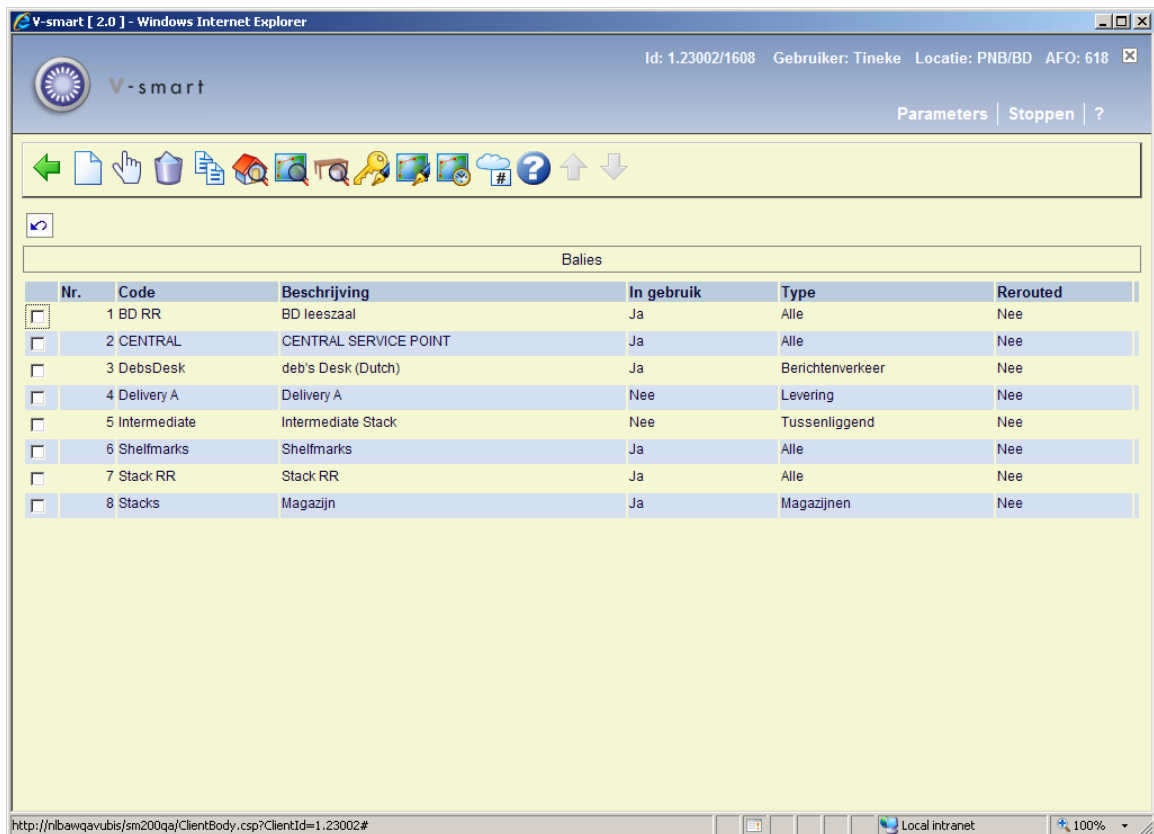 V-smart [ 2.0 ] - Windows Internet Explorer
Id: 1.23002/1608 Gebruiker: Tineke Locatie: PNB/BD AFO: 618
V-smart
Parameters Stoppen ?
#
?
Balies
Nr. Code Beschrijving In gebruik Type Rerouted
1 BD RR BD leeszaal Ja Alle Nee
2 CENTRAL CENTRAL SERVICE POINT Ja Alle Nee
3 DebsDesk deb's Desk (Dutch) Ja Berichtenverkeer Nee
4 Delivery A Delivery A Nee Levering Nee
5 Intermediate Intermediate Stack Nee Tussenliggend Nee
6 Shelfmarks Shelfmarks Ja Alle Nee
7 Stack RR Stack RR Ja Alle Nee
8 Stacks Magazijn Ja Magazijnen Nee
http://nlbawqavubis/sm200qa/ClientBody.csp?ClientId=1.23002# Local intranet 100%